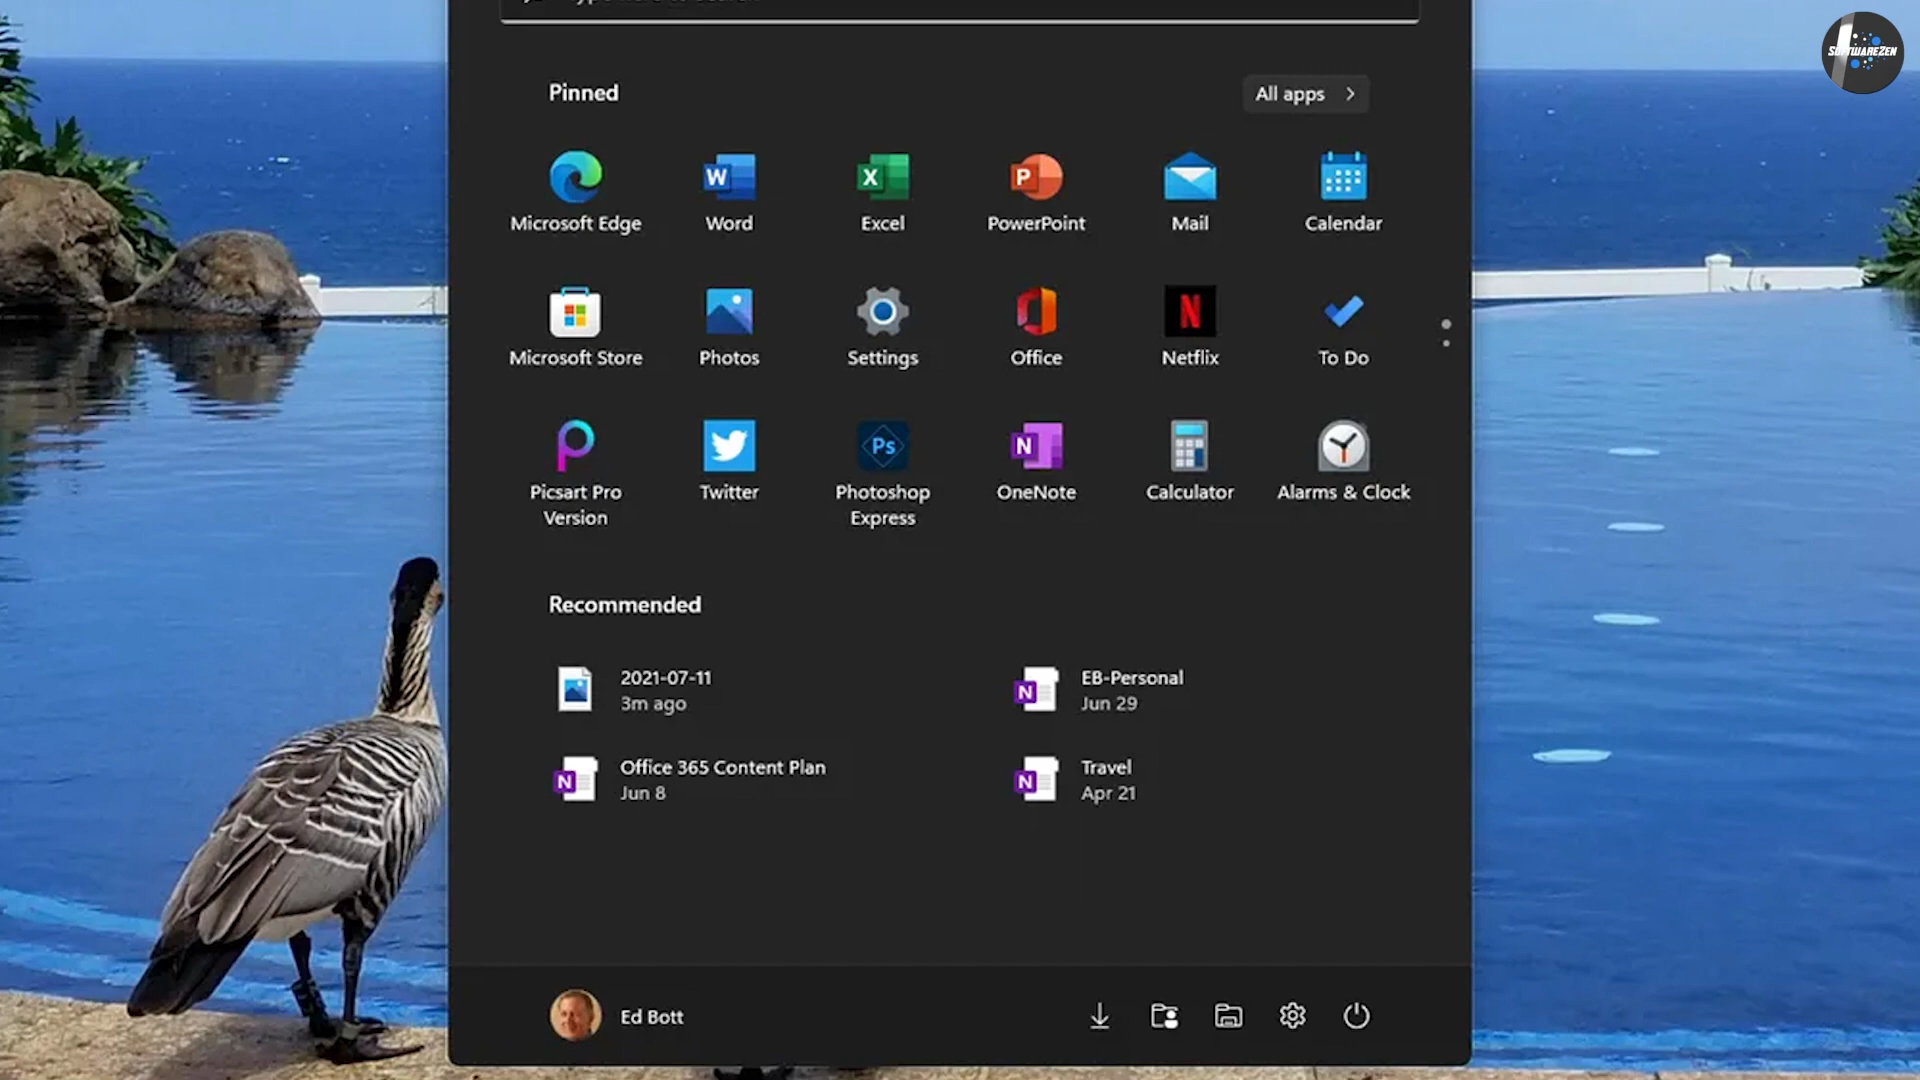 SOFTWAREZEN
Pinned
All apps
Microsoft Edge
Word
Excel
PowerPoint
Mail
Calendar
Microsoft Store
Photos
Settings
Office
Netflix
To Do
Picsart Pro
Version
Twitter
Photoshop
Express
OneNote
Calculator
Alarms & Clock
Recommended
2021-07-11
3m ago
EB-Personal
Jun 29
Office 365 Content Plan
Jun 8
Travel
Apr 21
Ed Bott